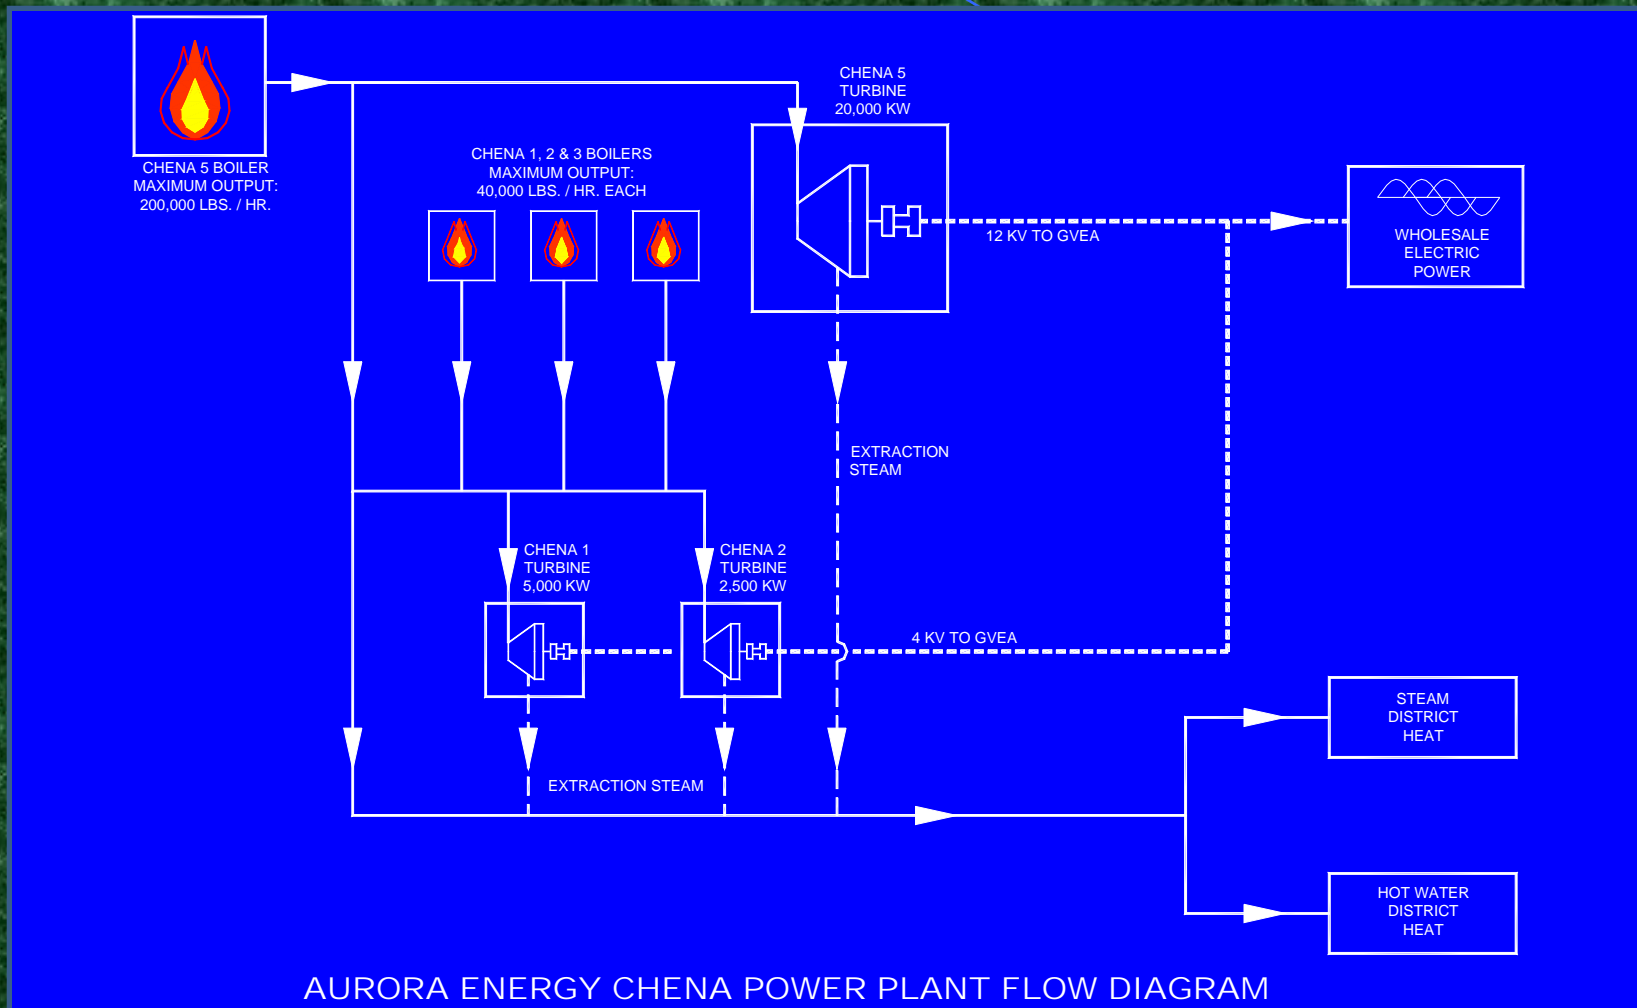 CHENA 5 BOILER
MAXIMUM OUTPUT:
200,000 LBS. / HR.
CHENA 1, 2 & 3 BOILERS
MAXIMUM OUTPUT:
40,000 LBS. / HR. EACH
CHENA 5
TURBINE
20,000 KW
12 KV TO GVEA
WHOLESALE
ELECTRIC
POWER
EXTRACTION
STEAM
CHENA 1
TURBINE
5,000 KW
CHENA 2
TURBINE
2,500 KW
4 KV TO GVEA
EXTRACTION STEAM
STEAM
DISTRICT
HEAT
HOT WATER
DISTRICT
HEAT
AURORA ENERGY CHENA POWER PLANT FLOW DIAGRAM